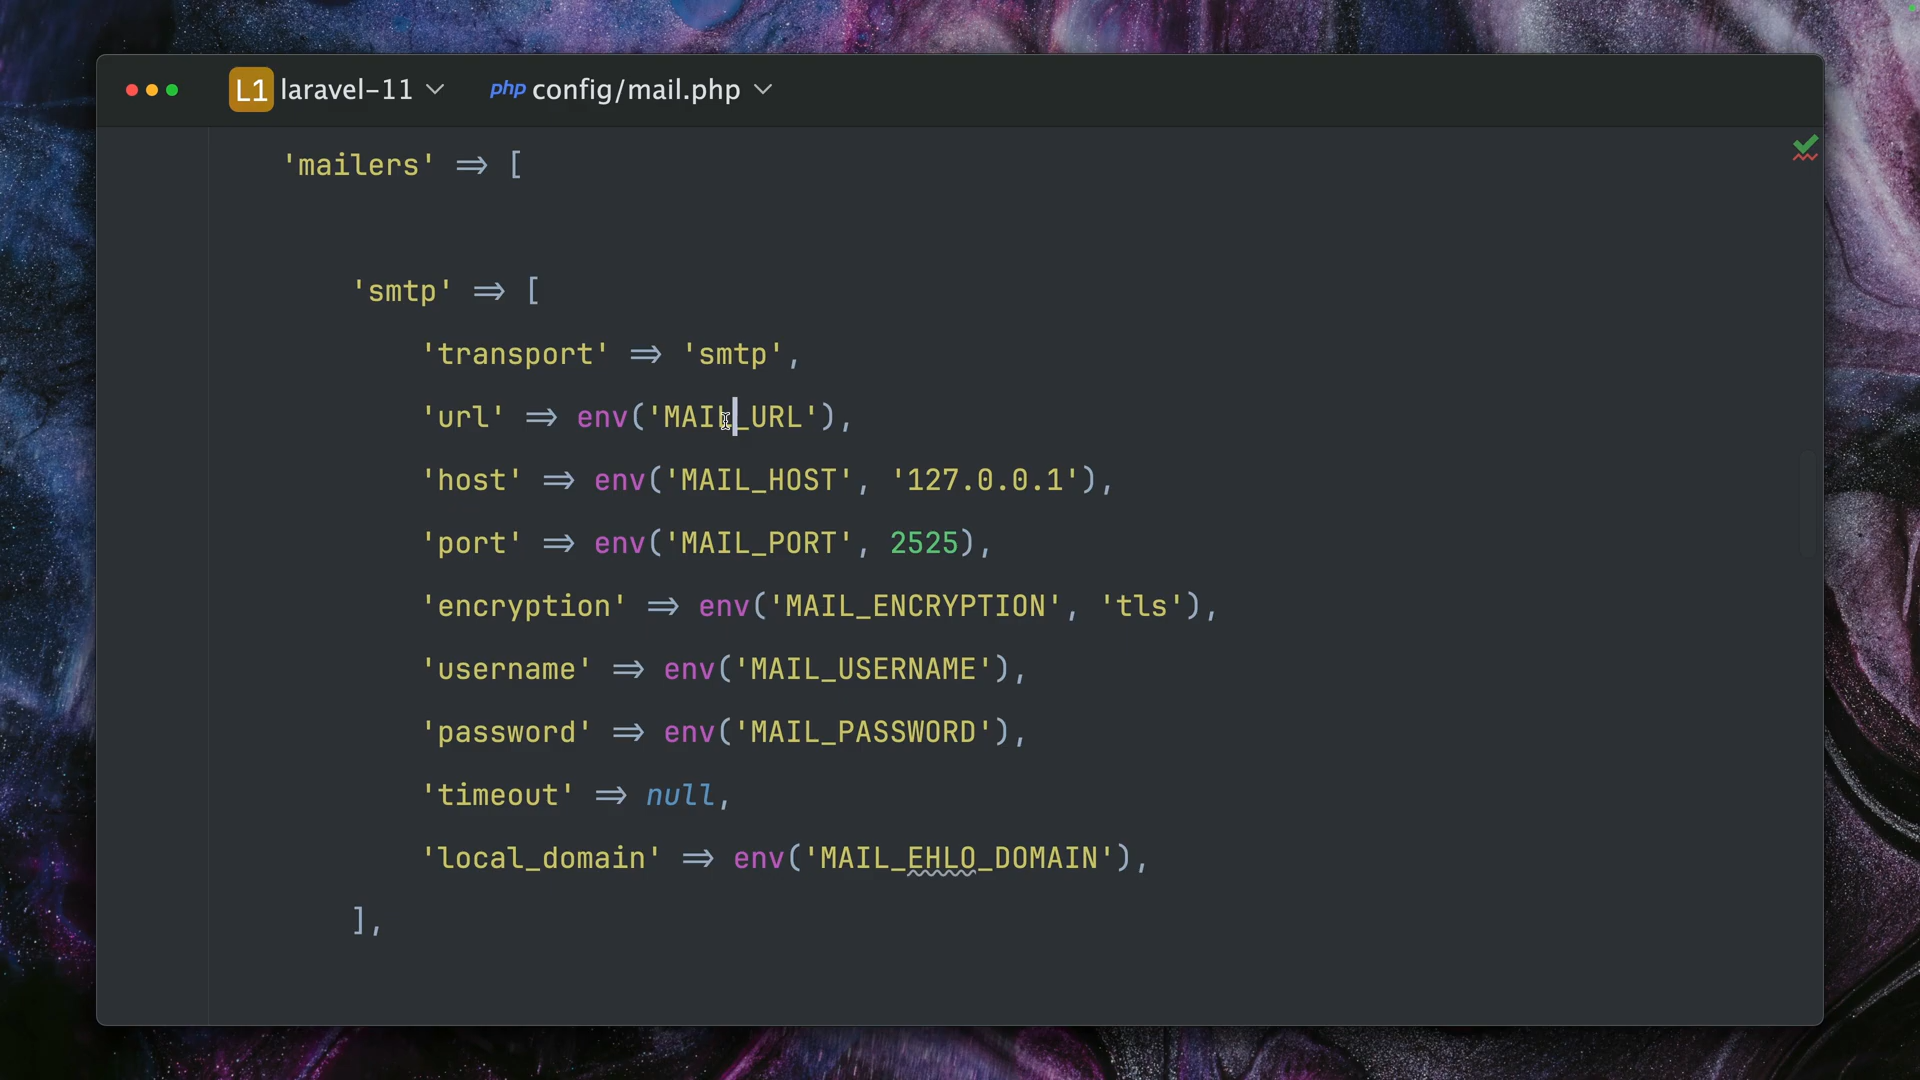 L1 laravel-11 php config/mail.php
'mailers' => [
'smtp' => [
'transport' => 'smtp',
'url' => env('MAIL_URL'),
'host' => env('MAIL_HOST', '127.0.0.1'),
'port' => env('MAIL_PORT', 2525),
'encryption' => env('MAIL_ENCRYPTION', 'tls'),
'username' => env('MAIL_USERNAME'),
'password' => env('MAIL_PASSWORD'),
'timeout' => null,
'local_domain' => env('MAIL_EHLO_DOMAIN'),
],